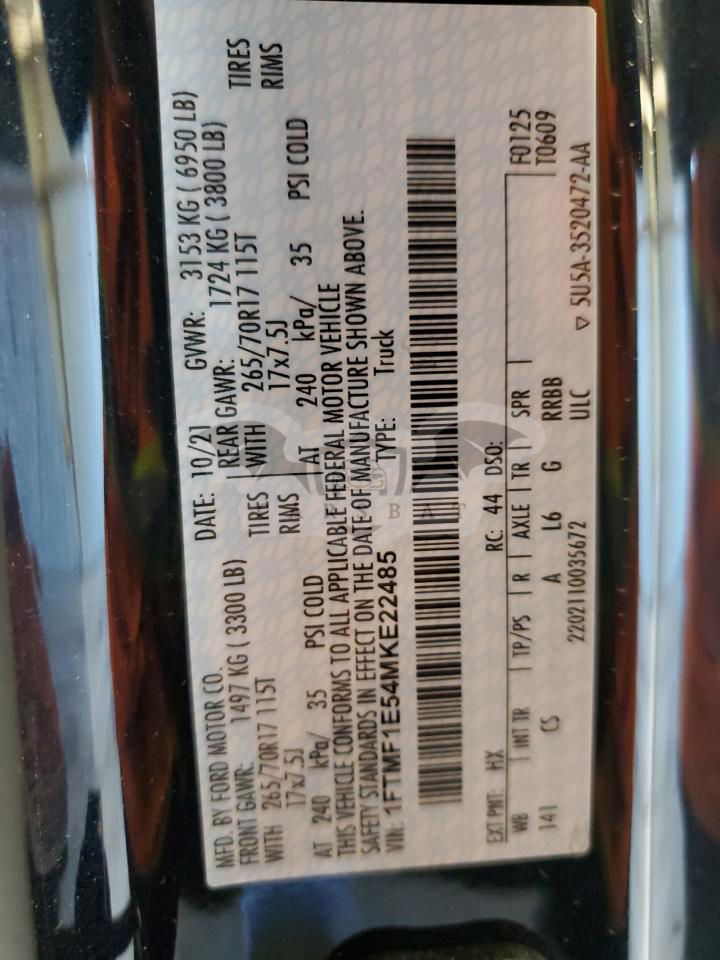 MFD. BY FORD MOTOR CO. DATE: 10/21 GVWR: 3153 KG ( 6950 LB)
FRONT GAWR: 1497 KG ( 3300 LB) REAR GAWR: 1724 KG ( 3800 LB)
WITH 265/70R17 115T TIRES WITH 265/70R17 115T TIRES
17x7.5J RIMS 17x7.5J RIMS
AT 240 kPa/ 35 PSI COLD AT 240 kPa/ 35 PSI COLD
THIS VEHICLE CONFORMS TO ALL APPLICABLE FEDERAL MOTOR VEHICLE
SAFETY STANDARDS IN EFFECT ON THE DATE OF MANUFACTURE SHOWN ABOVE.
VIN: 1FTMF1E54MKE22485 TYPE: Truck
EXT PNT: HX RC: 44 DSO: F0125
WB INT TR TP/PS R AXLE TR SPR T0609
141 CS A L6 G RRBB
2202110035672 ULC ▽ 5U5A-3520472-AA